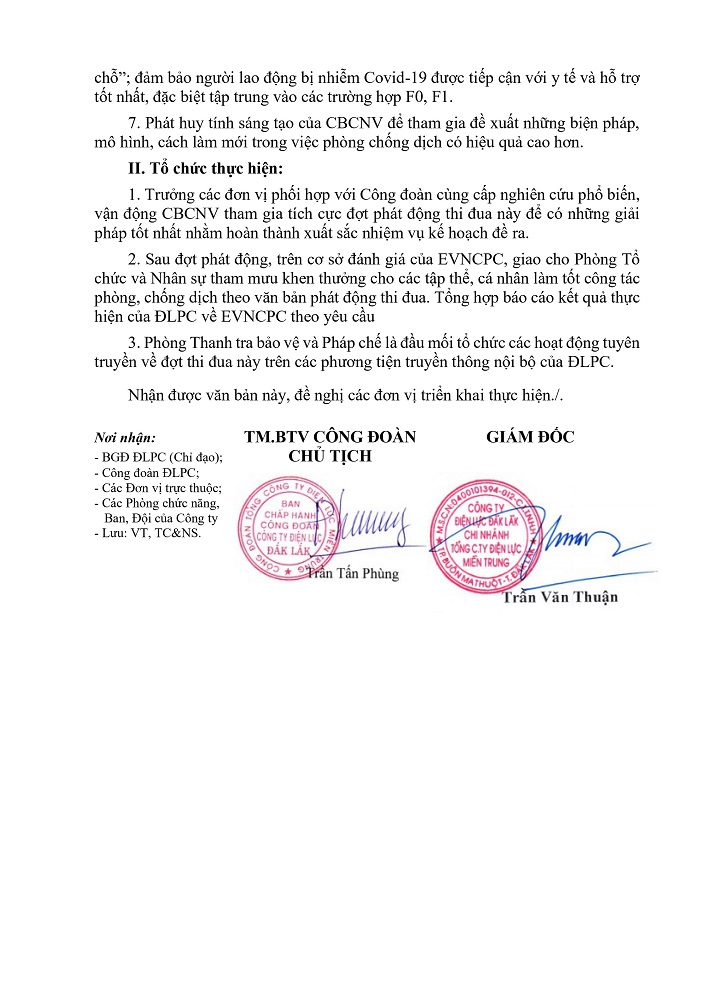 chỗ”; đảm bảo người lao động bị nhiễm Covid-19 được tiếp cận với y tế và hỗ trợ
tốt nhất, đặc biệt tập trung vào các trường hợp F0, F1.
7. Phát huy tính sáng tạo của CBCNV để tham gia đề xuất những biện pháp,
mô hình, cách làm mới trong việc phòng chống dịch có hiệu quả cao hơn.
II. Tổ chức thực hiện:
1. Trưởng các đơn vị phối hợp với Công đoàn cùng cấp nghiên cứu phổ biến,
vận động CBCNV tham gia tích cực đợt phát động thi đua này để có những giải
pháp tốt nhất nhằm hoàn thành xuất sắc nhiệm vụ kế hoạch đề ra.
2. Sau đợt phát động, trên cơ sở đánh giá của EVNCPC, giao cho Phòng Tổ
chức và Nhân sự tham mưu khen thưởng cho các tập thể, cá nhân làm tốt công tác
phòng, chống dịch theo văn bản phát động thi đua. Tổng hợp báo cáo kết quả thực
hiện của ĐLPC về EVNCPC theo yêu cầu
3. Phòng Thanh tra bảo vệ và Pháp chế là đầu mối tổ chức các hoạt động tuyên
truyền về đợt thi đua này trên các phương tiện truyền thông nội bộ của ĐLPC.
Nhận được văn bản này, đề nghị các đơn vị triển khai thực hiện./.
Nơi nhận:
- BGĐ ĐLPC (Chỉ đạo);
- Công đoàn ĐLPC;
- Các Đơn vị trực thuộc;
- Các Phòng chức năng,
Ban, Đội của Công ty
- Lưu: VT, TC&NS.
TM.BTV CÔNG ĐOÀN
CHỦ TỊCH
CÔNG ĐOÀN TỔNG CÔNG TY ĐIỆN LỰC MIỀN TRUNG
BAN
CHẤP HÀNH
CÔNG ĐOÀN
CÔNG TY ĐIỆN LỰC
ĐẮK LẮK
Trần Tấn Phùng
GIÁM ĐỐC
M.S.C.N:0400101394-012-C.T.TNHH
CÔNG TY
ĐIỆN LỰC ĐẮK LẮK
CHI NHÁNH
TỔNG C.TY ĐIỆN LỰC
MIỀN TRUNG
TP.BUÔN MA THUỘT-T.ĐẮK LẮK
Trần Văn Thuận